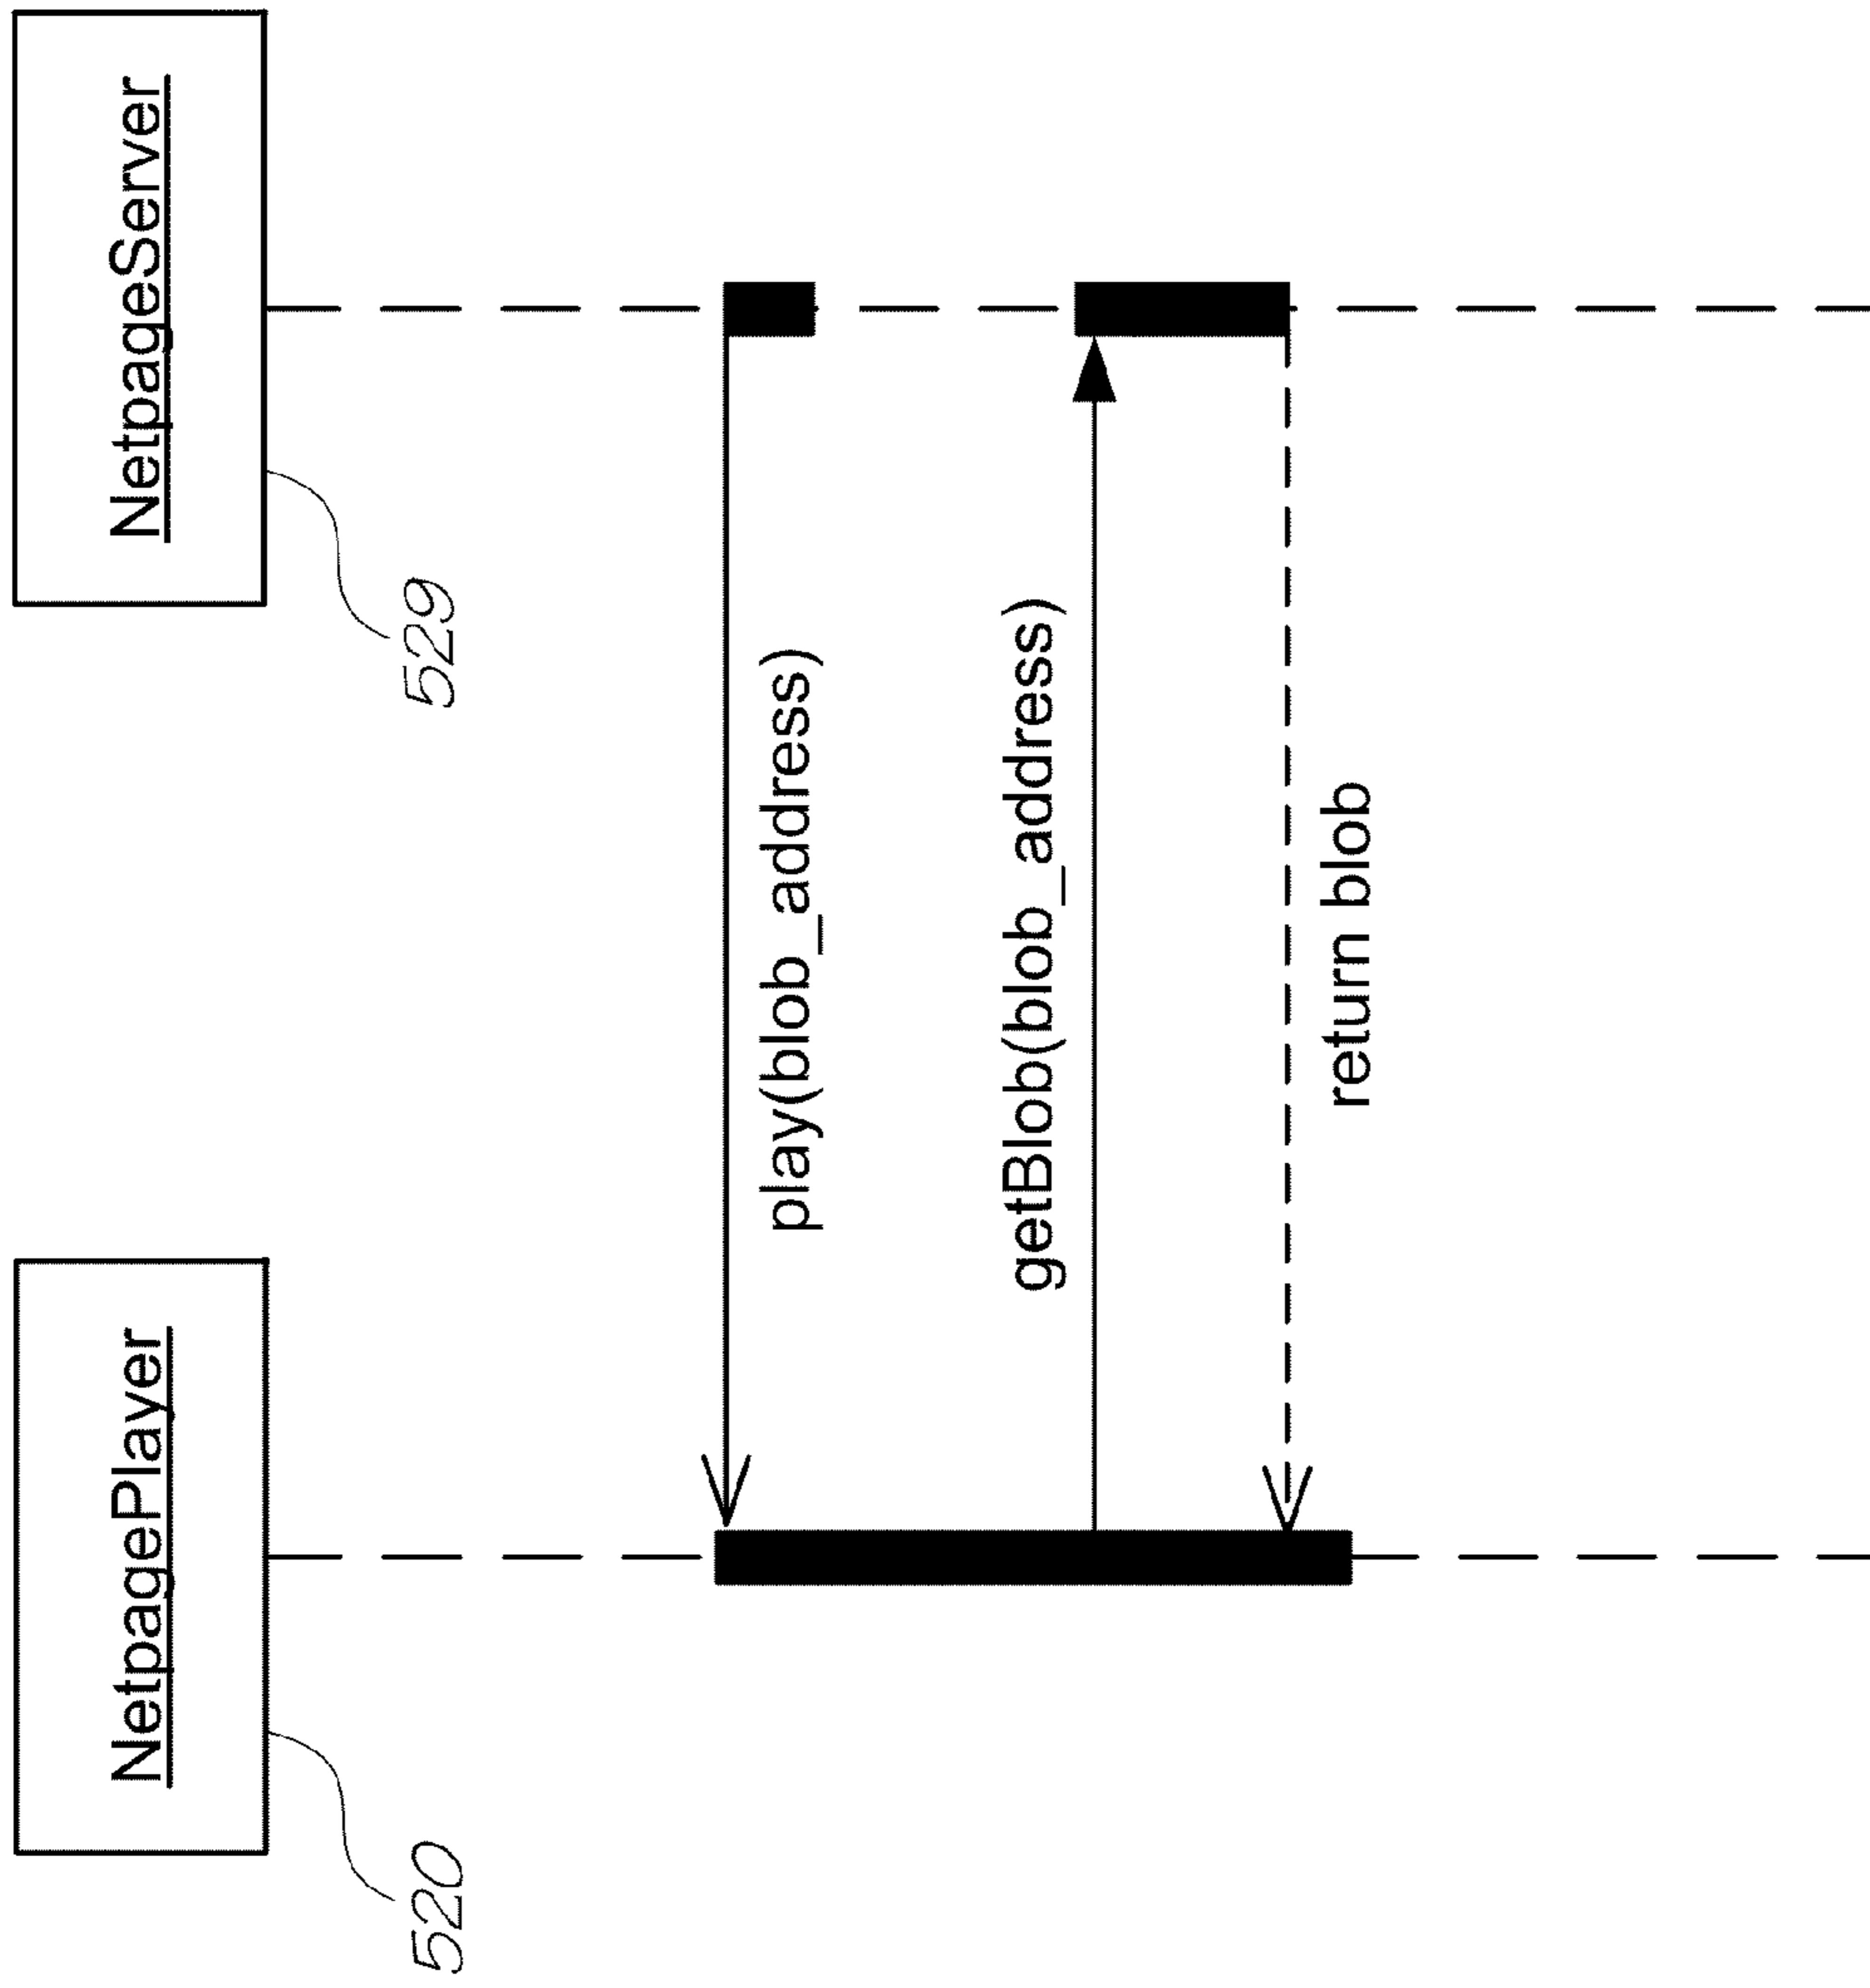 NetpagePlayer
NetpageServer
520
529
play(blob_address)
getBlob(blob_address)
return blob